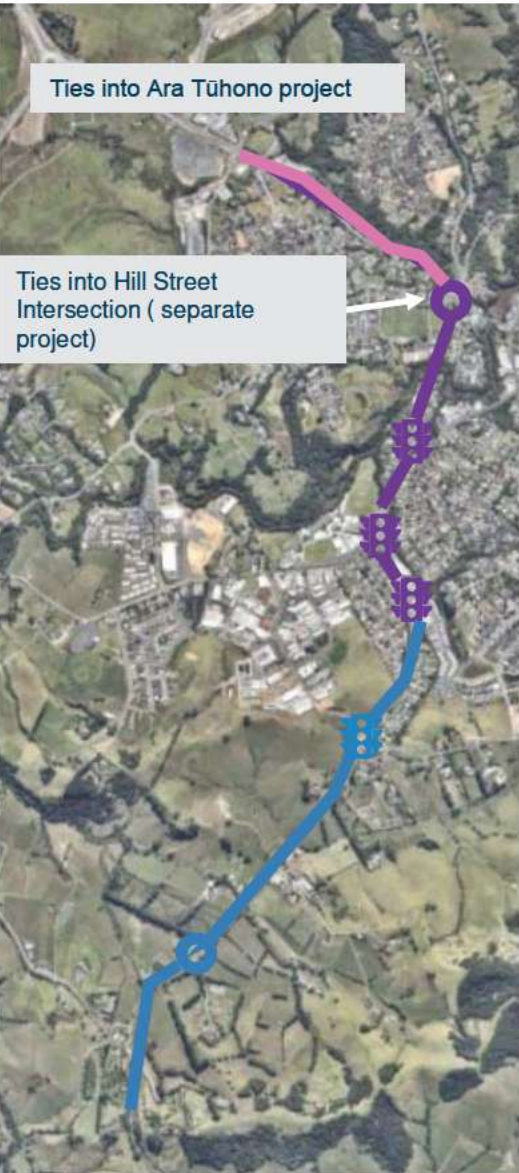 Ties into Ara Tūhono project
Ties into Hill Street
Intersection ( separate
project)